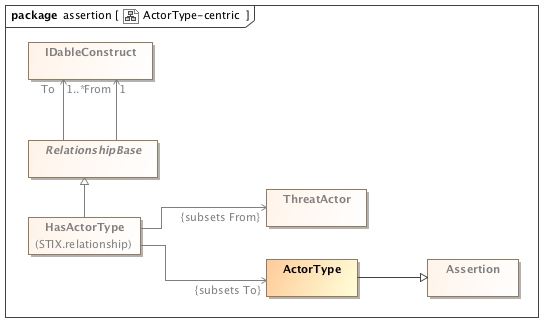 package assertion [ ActorType-centric ]
IDableConstruct
To 1..*From 1
RelationshipBase
ThreatActor
{subsets From}
HasActorType
(STIX.relationship)
ActorType
Assertion
{subsets To}